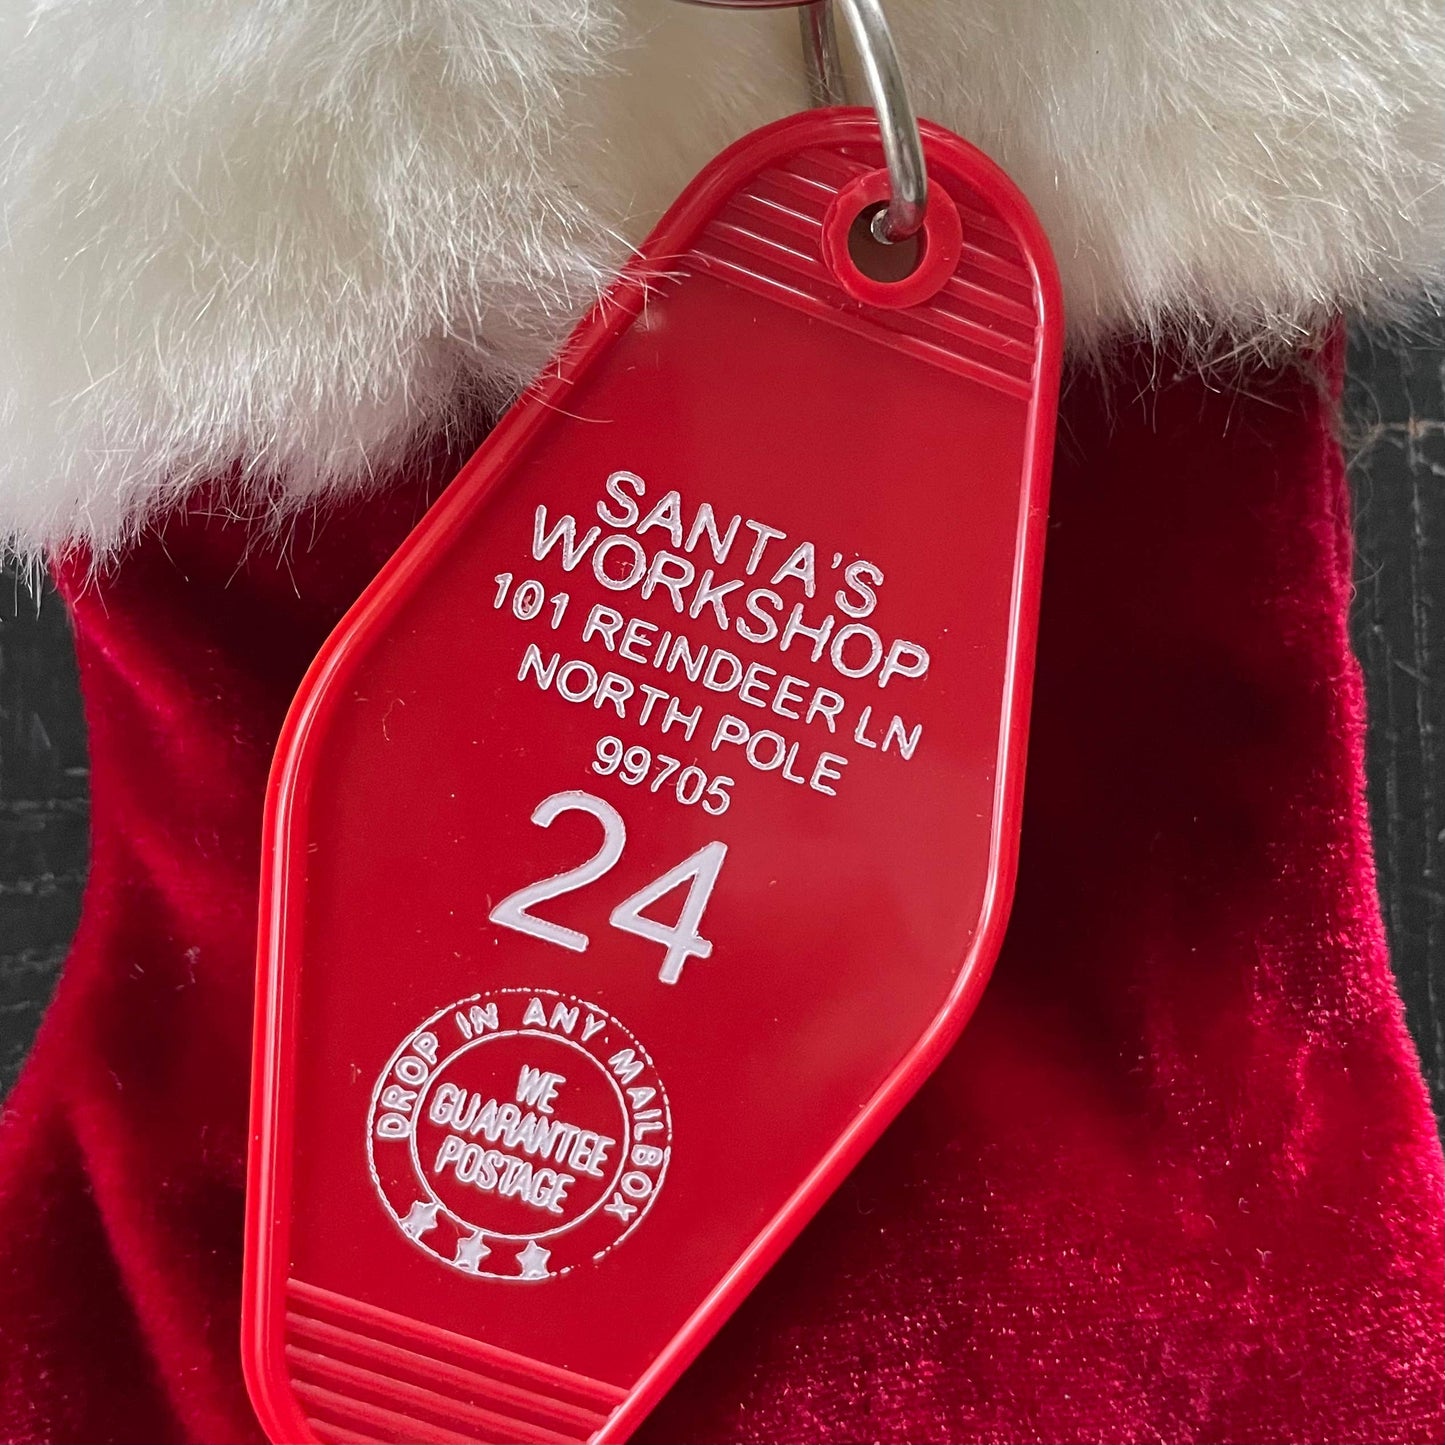 SANTA'S
WORKSHOP
101 REINDEER LN
NORTH POLE
99705
24
DROP IN ANY MAILBOX
WE
GUARANTEE
POSTAGE